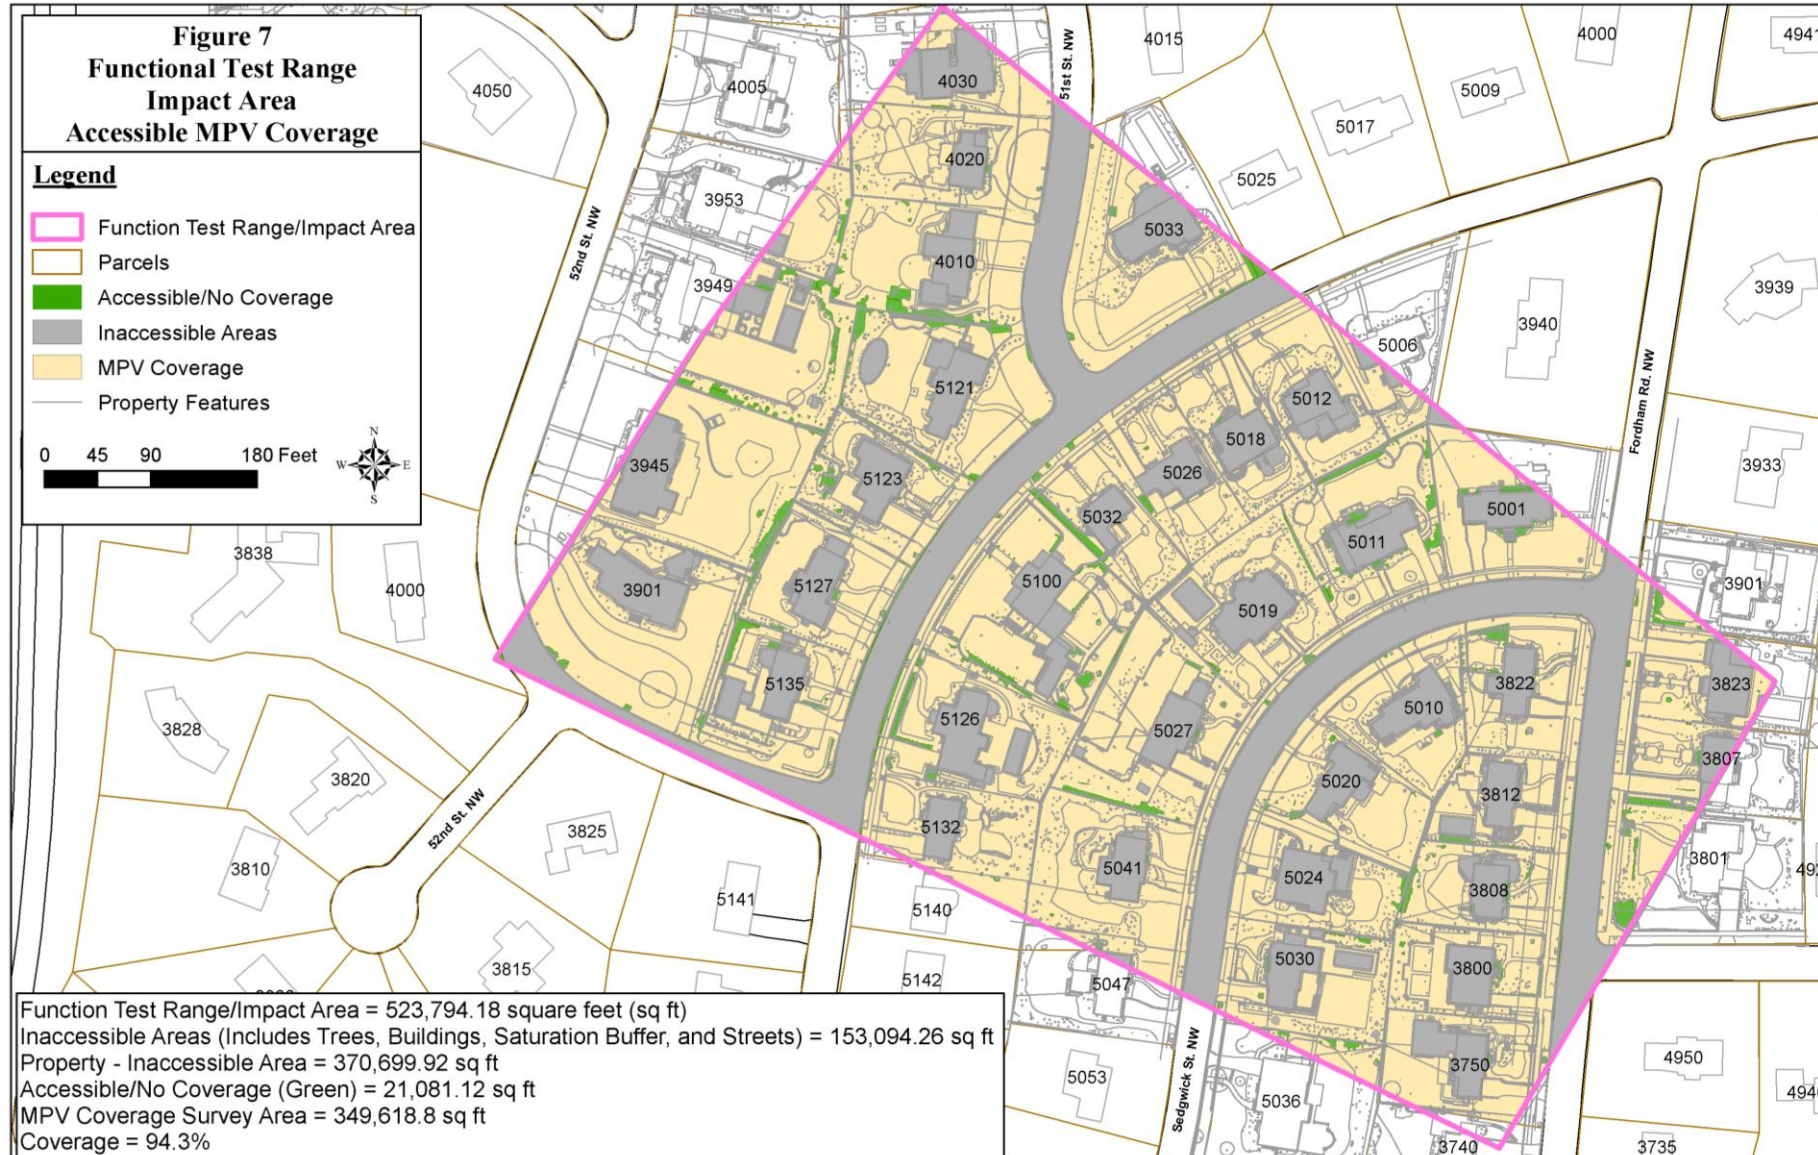 Figure 7
Functional Test Range
Impact Area
Accessible MPV Coverage
Legend
Function Test Range/Impact Area
Parcels
Accessible/No Coverage
Inaccessible Areas
MPV Coverage
Property Features
0 45 90 180 Feet
N
W E
S
4050
4005
4030
51st St. NW
4015
4000
4941
5009
5017
4020
5025
3953
52nd St. NW
5033
4010
3949
3939
3940
5006
5121
5012
Fordham Rd. NW
5018
3945
5123
5026
3933
5032
5001
5011
3838
4000
3901
5127
5100
5019
3901
5135
3822
3823
3828
5126
5027
5010
3820
5020
3807
3812
52nd St. NW
3825
5132
3810
5041
5024
3808
3801
5141
5140
3815
5142
5047
5030
3800
Sedgwick St. NW
5053
5036
3750
4950
3740
3735
Function Test Range/Impact Area = 523,794.18 square feet (sq ft)
Inaccessible Areas (Includes Trees, Buildings, Saturation Buffer, and Streets) = 153,094.26 sq ft
Property - Inaccessible Area = 370,699.92 sq ft
Accessible/No Coverage (Green) = 21,081.12 sq ft
MPV Coverage Survey Area = 349,618.8 sq ft
Coverage = 94.3%